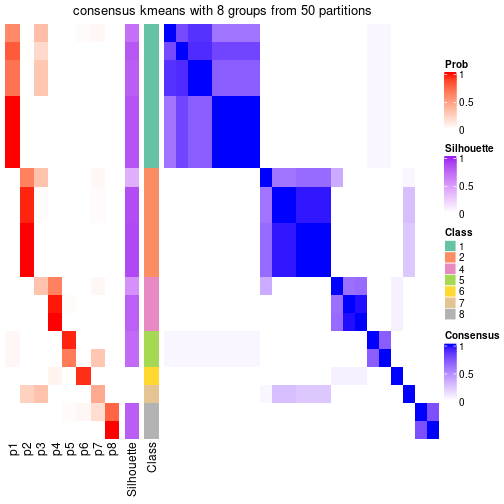 consensus kmeans with 8 groups from 50 partitions
Prob
1
0.5
0
Silhouette
1
0.5
0
Class
1
2
4
5
6
7
8
Consensus
1
0.5
0
p1
p2
p3
p4
p5
p6
p7
p8
Silhouette
Class